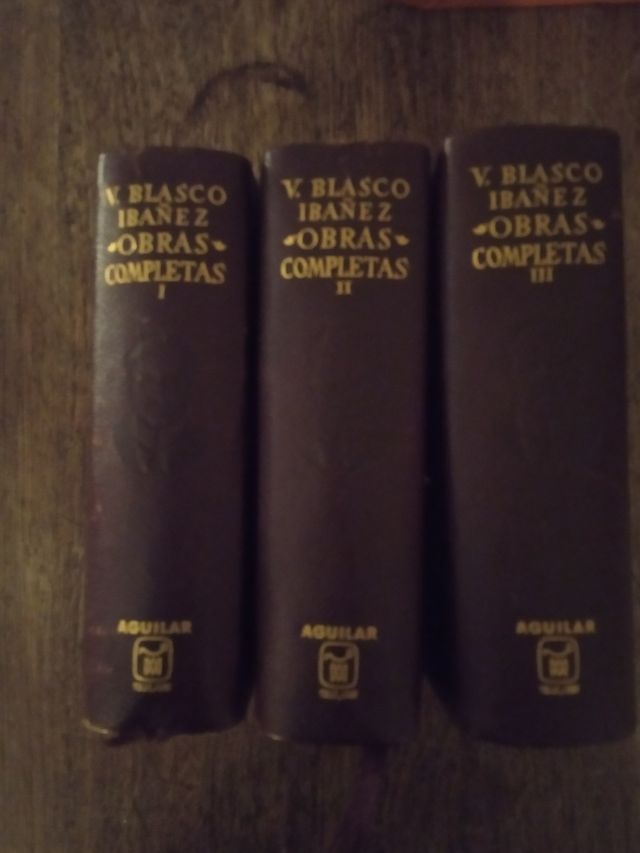 V. BLASCO
IBAÑEZ
OBRAS
COMPLETAS
I
AGUILAR
V. BLASCO
IBAÑEZ
OBRAS
COMPLETAS
II
AGUILAR
V. BLASCO
IBAÑEZ
OBRAS
COMPLETAS
III
AGUILAR